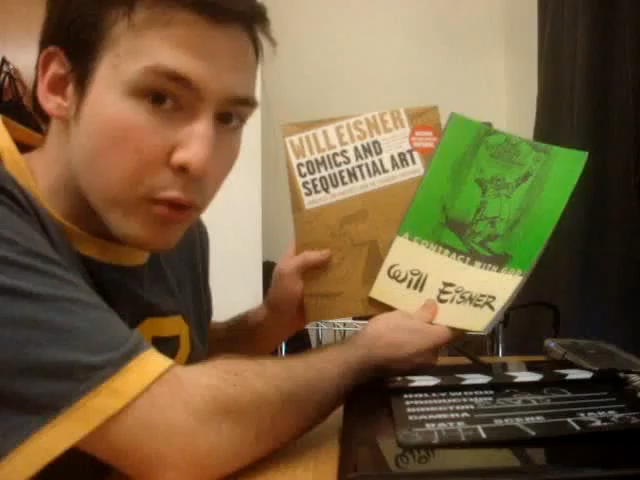 WILL EISNER
COMICS AND
SEQUENTIAL ART
A CONTRACT WITH GOD
Will EisNER
HOLLYWOOD
PRODUCTION
DIRECTOR
CAMERA
DATE SCENE TAKE